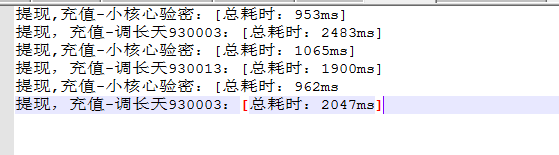 提现,充值-小核心验密：[总耗时：953ms]
提现，充值-调长天930003：[总耗时：2483ms]
提现,充值-小核心验密：[总耗时：1065ms]
提现,充值-调长天930013：[总耗时：1900ms]
提现,充值-小核心验密：[总耗时：962ms
提现，充值-调长天930003：[总耗时：2047ms]